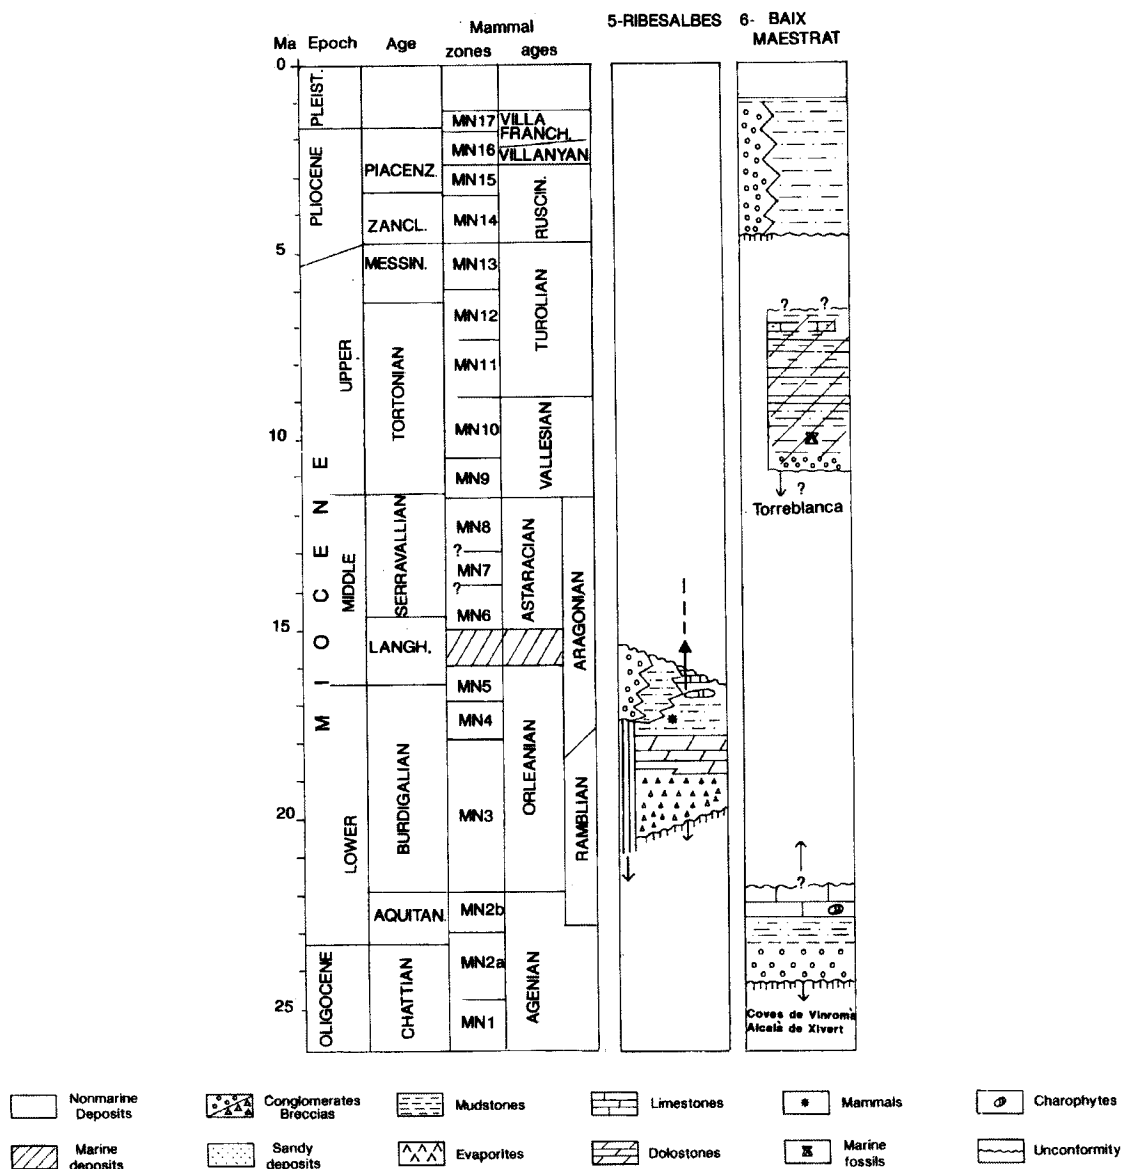 5-RIBESALBES
6- BAIX
MAESTRAT
Mammal
Ma Epoch Age zones ages
0
PLEIST.
MN17
VILLA
FRANCH.
MN16
VILLANYAN
PLIOCENE
PIACENZ.
MN15
RUSCIN.
ZANCL.
MN14
5
MESSIN.
MN13
? ?
MN12
TUROLIAN
UPPER
TORTONIAN
MN11
10
MN10
VALLESIAN
MN9
?
Torreblanca
MIOCENE
MIDDLE
SERRAVALLIAN
MN8
?
MN7
?
MN6
ASTARACIAN
ARAGONIAN
15
LANGH.
MN5
MN4
ORLEANIAN
LOWER
BURDIGALIAN
MN3
20
RAMBLIAN
?
AQUITAN.
MN2b
MN2a
AGENIAN
OLIGOCENE
CHATTIAN
25
MN1
Coves de Vinromà
Alcalà de Xivert
Nonmarine
Deposits
Conglomerates
Breccias
Mudstones
Limestones
Mammals
Charophytes
Marine
deposits
Sandy
deposits
Evaporites
Dolostones
Marine
fossils
Unconformity